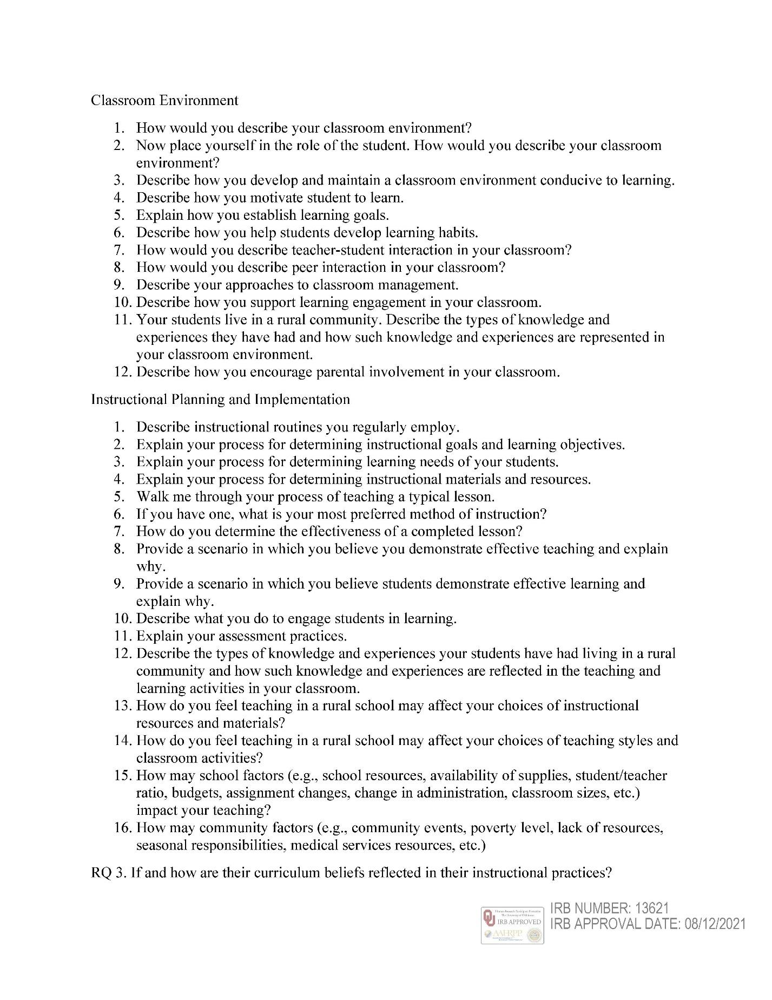 Classroom Environment
1. How would you describe your classroom environment?
2. Now place yourself in the role of the student. How would you describe your classroom
environment?
3. Describe how you develop and maintain a classroom environment conducive to learning.
4. Describe how you motivate student to learn.
5. Explain how you establish learning goals.
6. Describe how you help students develop learning habits.
7. How would you describe teacher-student interaction in your classroom?
8. How would you describe peer interaction in your classroom?
9. Describe your approaches to classroom management.
10. Describe how you support learning engagement in your classroom.
11. Your students live in a rural community. Describe the types of knowledge and
experiences they have had and how such knowledge and experiences are represented in
your classroom environment.
12. Describe how you encourage parental involvement in your classroom.
Instructional Planning and Implementation
1. Describe instructional routines you regularly employ.
2. Explain your process for determining instructional goals and learning objectives.
3. Explain your process for determining learning needs of your students.
4. Explain your process for determining instructional materials and resources.
5. Walk me through your process of teaching a typical lesson.
6. If you have one, what is your most preferred method of instruction?
7. How do you determine the effectiveness of a completed lesson?
8. Provide a scenario in which you believe you demonstrate effective teaching and explain
why.
9. Provide a scenario in which you believe students demonstrate effective learning and
explain why.
10. Describe what you do to engage students in learning.
11. Explain your assessment practices.
12. Describe the types of knowledge and experiences your students have had living in a rural
community and how such knowledge and experiences are reflected in the teaching and
learning activities in your classroom.
13. How do you feel teaching in a rural school may affect your choices of instructional
resources and materials?
14. How do you feel teaching in a rural school may affect your choices of teaching styles and
classroom activities?
15. How may school factors (e.g., school resources, availability of supplies, student/teacher
ratio, budgets, assignment changes, change in administration, classroom sizes, etc.)
impact your teaching?
16. How may community factors (e.g., community events, poverty level, lack of resources,
seasonal responsibilities, medical services resources, etc.)
RQ 3. If and how are their curriculum beliefs reflected in their instructional practices?
Human Research Participant Protection
The University of Oklahoma
IRB APPROVED
AAHRPP
IRB NUMBER: 13621
IRB APPROVAL DATE: 08/12/2021